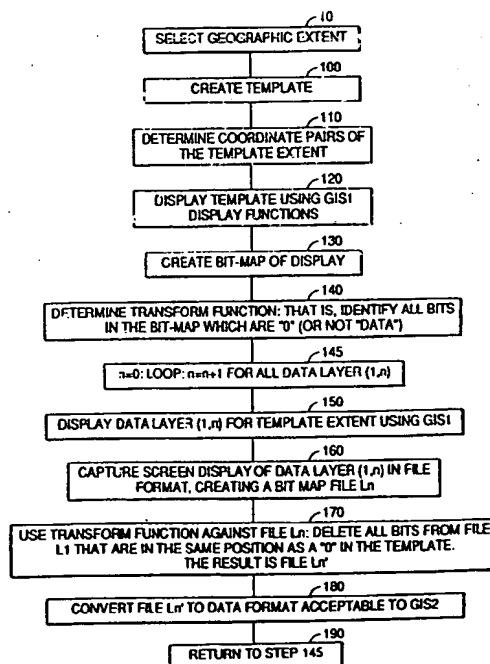 10
SELECT GEOGRAPHIC EXTENT
100
CREATE TEMPLATE
110
DETERMINE COORDINATE PAIRS OF
THE TEMPLATE EXTENT
120
DISPLAY TEMPLATE USING GIS1
DISPLAY FUNCTIONS
130
CREATE BIT-MAP OF DISPLAY
140
DETERMINE TRANSFORM FUNCTION: THAT IS, IDENTIFY ALL BITS
IN THE BIT-MAP WHICH ARE "0" (OR NOT "DATA")
145
n=0: LOOP: n=n+1 FOR ALL DATA LAYER (1,n)
150
DISPLAY DATA LAYER (1,n) FOR TEMPLATE EXTENT USING GIS1
160
CAPTURE SCREEN DISPLAY OF DATA LAYER (1,n) IN FILE
FORMAT, CREATING A BIT MAP FILE Ln
170
USE TRANSFORM FUNCTION AGAINST FILE Ln: DELETE ALL BITS FROM FILE
L1 THAT ARE IN THE SAME POSITION AS A "0" IN THE TEMPLATE.
THE RESULT IS FILE Ln'
180
CONVERT FILE Ln' TO DATA FORMAT ACCEPTABLE TO GIS2
190
RETURN TO STEP 145